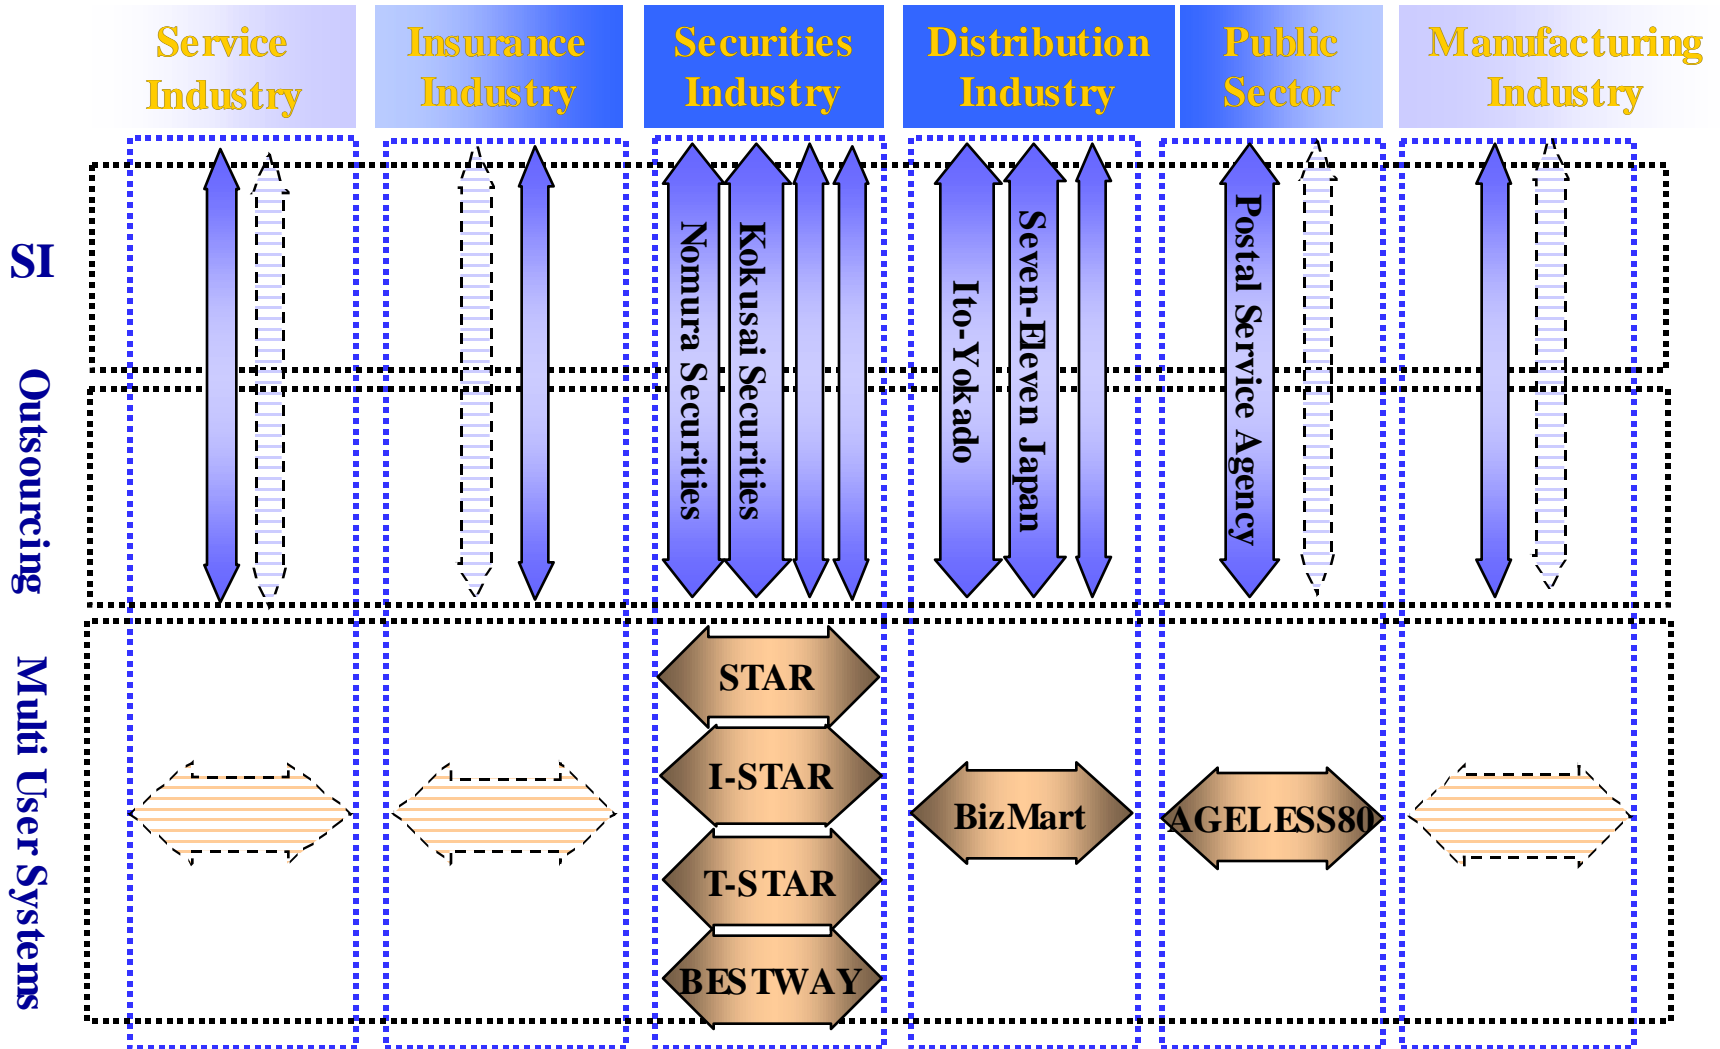 Service
Industry
Insurance
Industry
Securities
Industry
Distribution
Industry
Public
Sector
Manufacturing
Industry
SI
Outsourcing
Multi User Systems
Nomura Securities
Kokusai Securities
Ito-Yokado
Seven-Eleven Japan
Postal Service Agency
STAR
I-STAR
T-STAR
BESTWAY
BizMart
AGELESS80